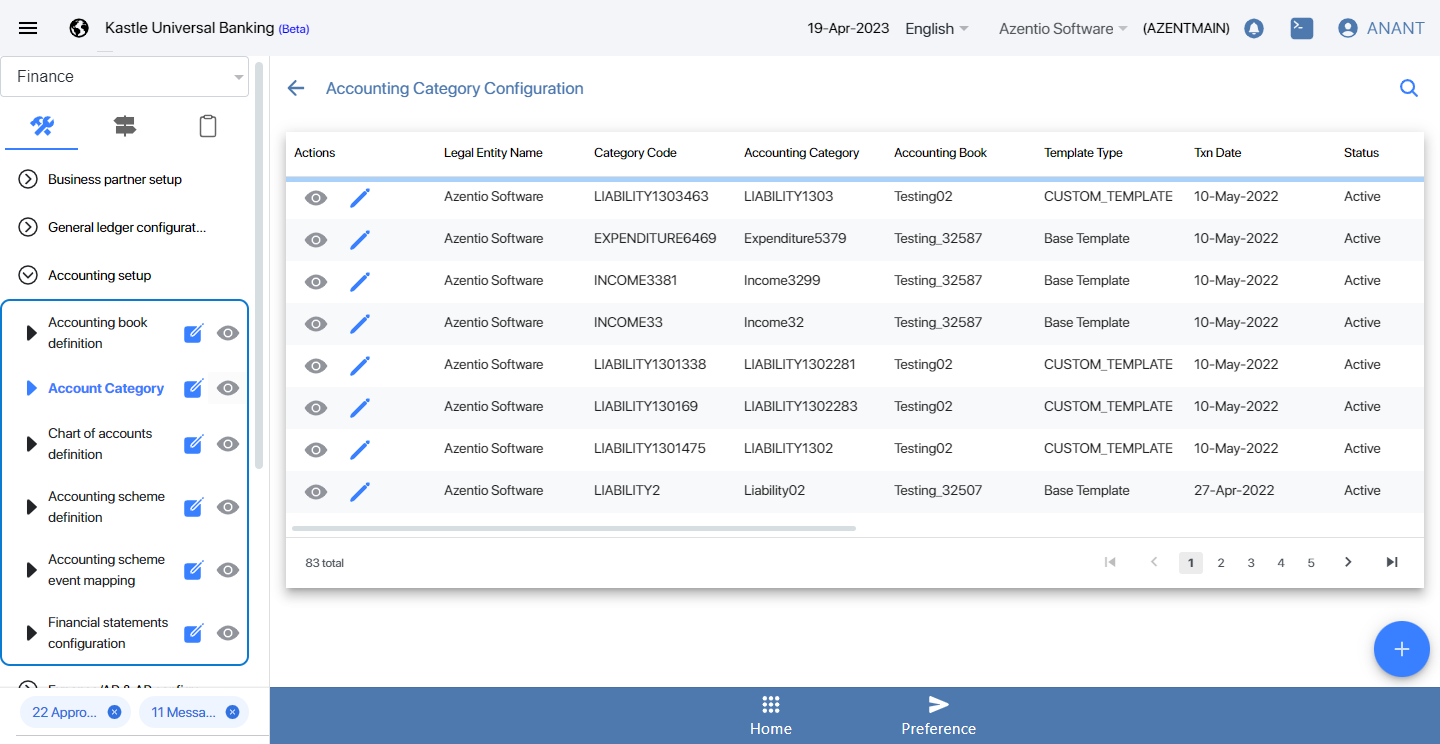 Kastle Universal Banking (Beta) 19-Apr-2023 English Azentio Software (AZENTMAIN) ANANT
Finance
Business partner setup
General ledger configurat...
Accounting setup
Accounting book
definition
Account Category
Chart of accounts
definition
Accounting scheme
definition
Accounting scheme
event mapping
Financial statements
configuration
22 Appro... 11 Messa...
Accounting Category Configuration
Actions Legal Entity Name Category Code Accounting Category Accounting Book Template Type Txn Date Status
Azentio Software LIABILITY1303463 LIABILITY1303 Testing02 CUSTOM_TEMPLATE 10-May-2022 Active
Azentio Software EXPENDITURE6469 Expenditure5379 Testing_32587 Base Template 10-May-2022 Active
Azentio Software INCOME3381 Income3299 Testing_32587 Base Template 10-May-2022 Active
Azentio Software INCOME33 Income32 Testing_32587 Base Template 10-May-2022 Active
Azentio Software LIABILITY1301338 LIABILITY1302281 Testing02 CUSTOM_TEMPLATE 10-May-2022 Active
Azentio Software LIABILITY130169 LIABILITY1302283 Testing02 CUSTOM_TEMPLATE 10-May-2022 Active
Azentio Software LIABILITY1301475 LIABILITY1302 Testing02 CUSTOM_TEMPLATE 10-May-2022 Active
Azentio Software LIABILITY2 Liability02 Testing_32507 Base Template 27-Apr-2022 Active
83 total 1 2 3 4 5
Home Preference